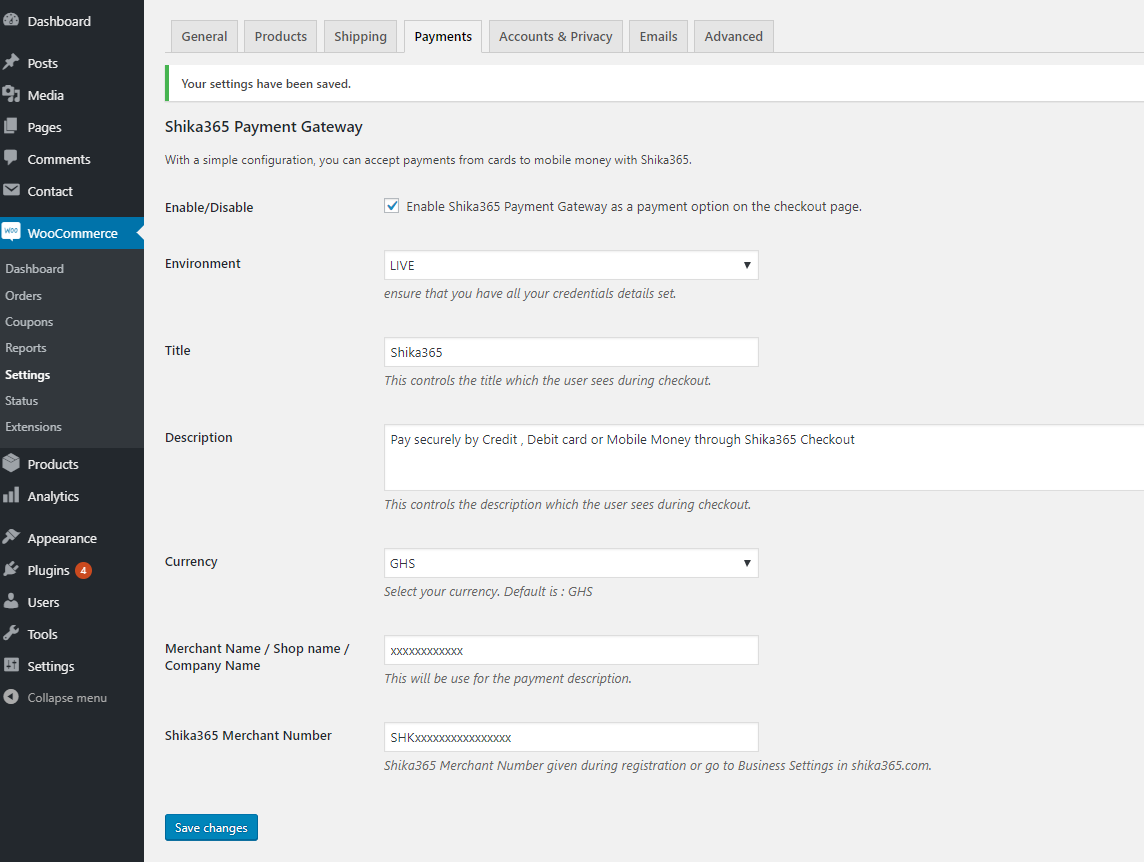 Dashboard
Posts
Media
Pages
Comments
Contact
WOO
WooCommerce
Dashboard
Orders
Coupons
Reports
Settings
Status
Extensions
Products
Analytics
Appearance
Plugins 4
Users
Tools
Settings
Collapse menu
General Products Shipping Payments Accounts & Privacy Emails Advanced
Your settings have been saved.
Shika365 Payment Gateway
With a simple configuration, you can accept payments from cards to mobile money with Shika365.
Enable/Disable
Enable Shika365 Payment Gateway as a payment option on the checkout page.
Environment
LIVE
ensure that you have all your credentials details set.
Title
Shika365
This controls the title which the user sees during checkout.
Description
Pay securely by Credit , Debit card or Mobile Money through Shika365 Checkout
This controls the description which the user sees during checkout.
Currency
GHS
Select your currency. Default is : GHS
Merchant Name / Shop name /
Company Name
xxxxxxxxxxxx
This will be use for the payment description.
Shika365 Merchant Number
SHKxxxxxxxxxxxxxxxx
Shika365 Merchant Number given during registration or go to Business Settings in shika365.com.
Save changes